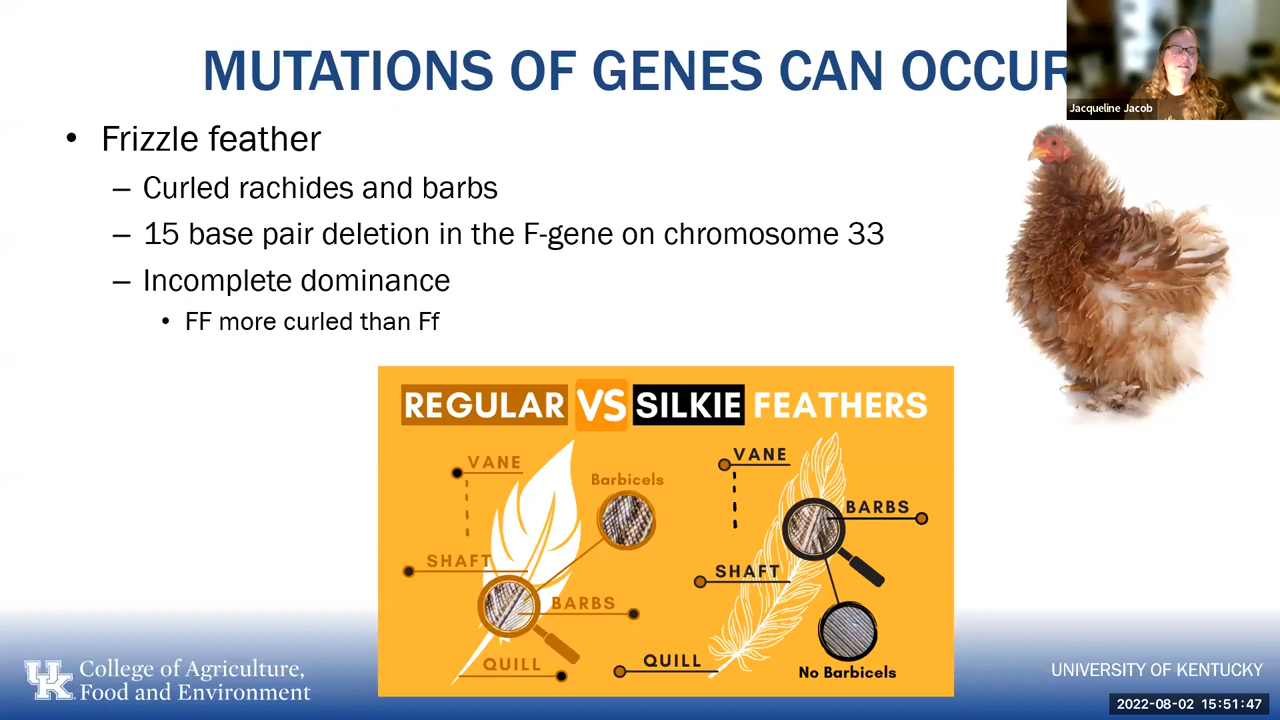 MUTATIONS OF GENES CAN OCCUR
Jacqueline Jacob
• Frizzle feather
– Curled rachides and barbs
– 15 base pair deletion in the F-gene on chromosome 33
– Incomplete dominance
• FF more curled than Ff
REGULAR VS SILKIE FEATHERS
VANE
Barbicels
SHAFT
BARBS
QUILL
VANE
BARBS
SHAFT
QUILL
No Barbicels
UK College of Agriculture,
Food and Environment
UNIVERSITY OF KENTUCKY
2022-08-02 15:51:47